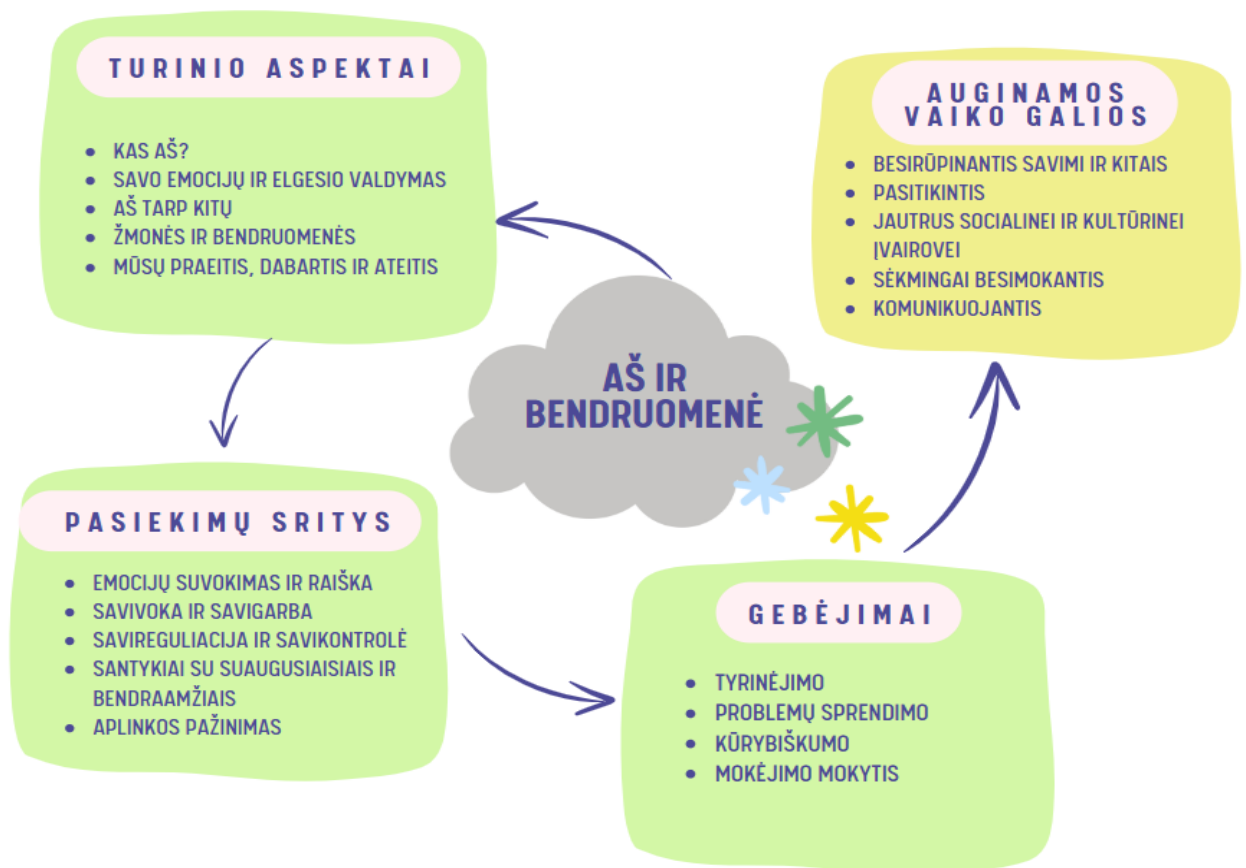 TURINIO ASPEKTAI
• KAS AŠ?
• SAVO EMOCIJŲ IR ELGESIO VALDYMAS
• AŠ TARP KITŲ
• ŽMONĖS IR BENDRUOMENĖS
• MŪSŲ PRAEITIS, DABARTIS IR ATEITIS
AUGINAMOS
VAIKO GALIOS
• BESIRŪPINANTIS SAVIMI IR KITAIS
• PASITIKINTIS
• JAUTRUS SOCIALINEI IR KULTŪRINEI
ĮVAIROVEI
• SĖKMINGAI BESIMOKANTIS
• KOMUNIKUOJANTIS
AŠ IR
BENDRUOMENĖ
PASIEKIMŲ SRITYS
• EMOCIJŲ SUVOKIMAS IR RAIŠKA
• SAVIVOKA IR SAVIGARBA
• SAVIREGULIACIJA IR SAVIKONTROLĖ
• SANTYKIAI SU SUAUGUSIAISIAIS IR
BENDRAAMŽIAIS
• APLINKOS PAŽINIMAS
GEBĖJIMAI
• TYRINĖJIMO
• PROBLEMŲ SPRENDIMO
• KŪRYBIŠKUMO
• MOKĖJIMO MOKYTIS